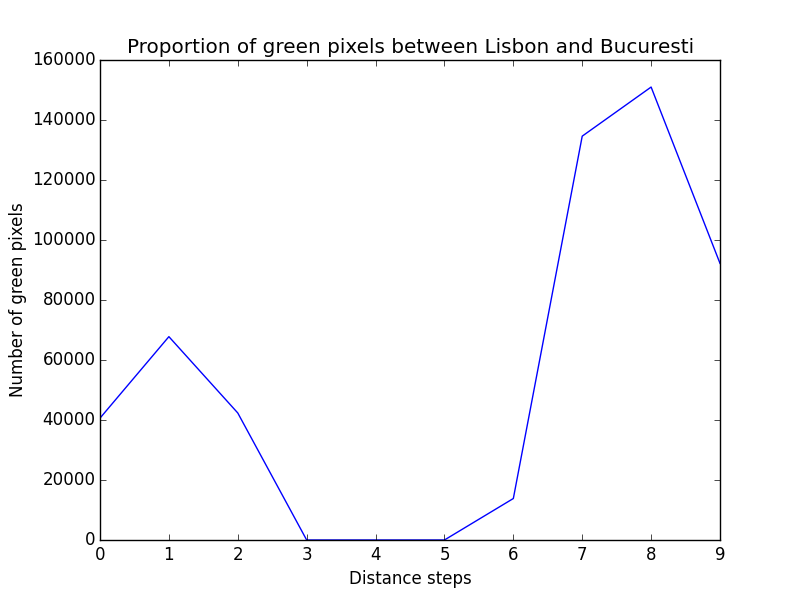 Proportion of green pixels between Lisbon and Bucuresti
160000
140000
120000
100000
80000
60000
40000
20000
0
Number of green pixels
0 1 2 3 4 5 6 7 8 9
Distance steps